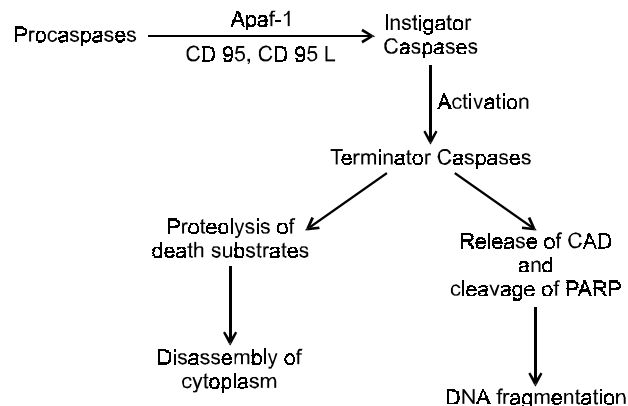 Procaspases
Apaf-1
CD 95, CD 95 L
Instigator
Caspases
Activation
Terminator Caspases
Proteolysis of
death substrates
Release of CAD
and
cleavage of PARP
Disassembly of
cytoplasm
DNA fragmentation